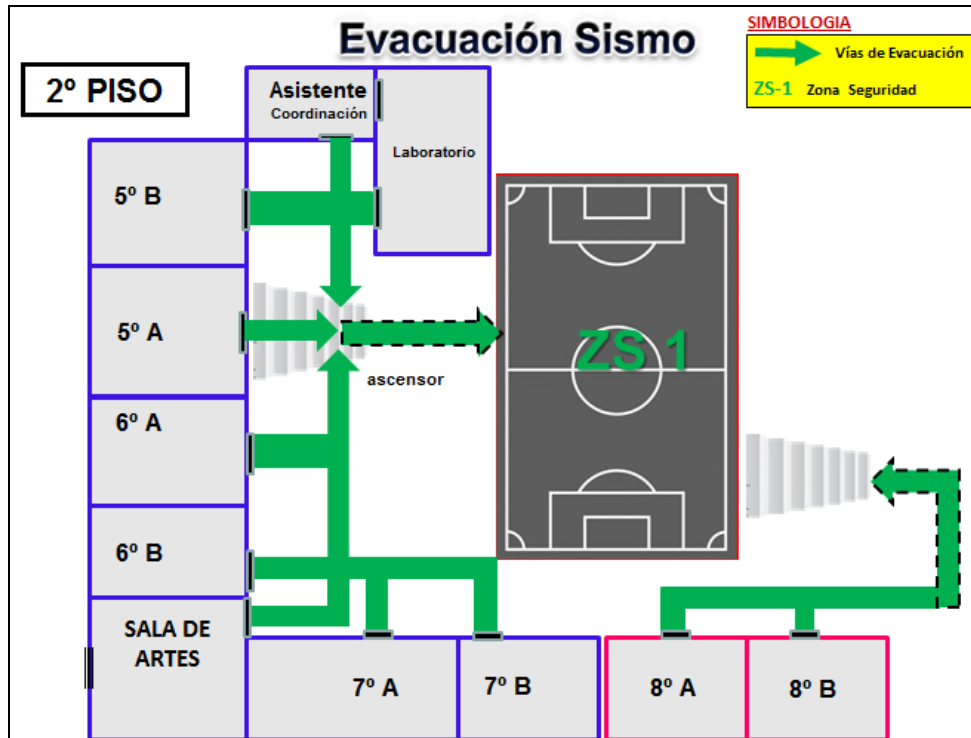 Evacuación Sismo
SIMBOLOGIA
Vías de Evacuación
ZS-1 Zona Seguridad
2º PISO
Asistente
Coordinación
Laboratorio
5º B
5º A
ZS 1
ascensor
6º A
6º B
SALA DE
ARTES
7º A
7º B
8º A
8º B